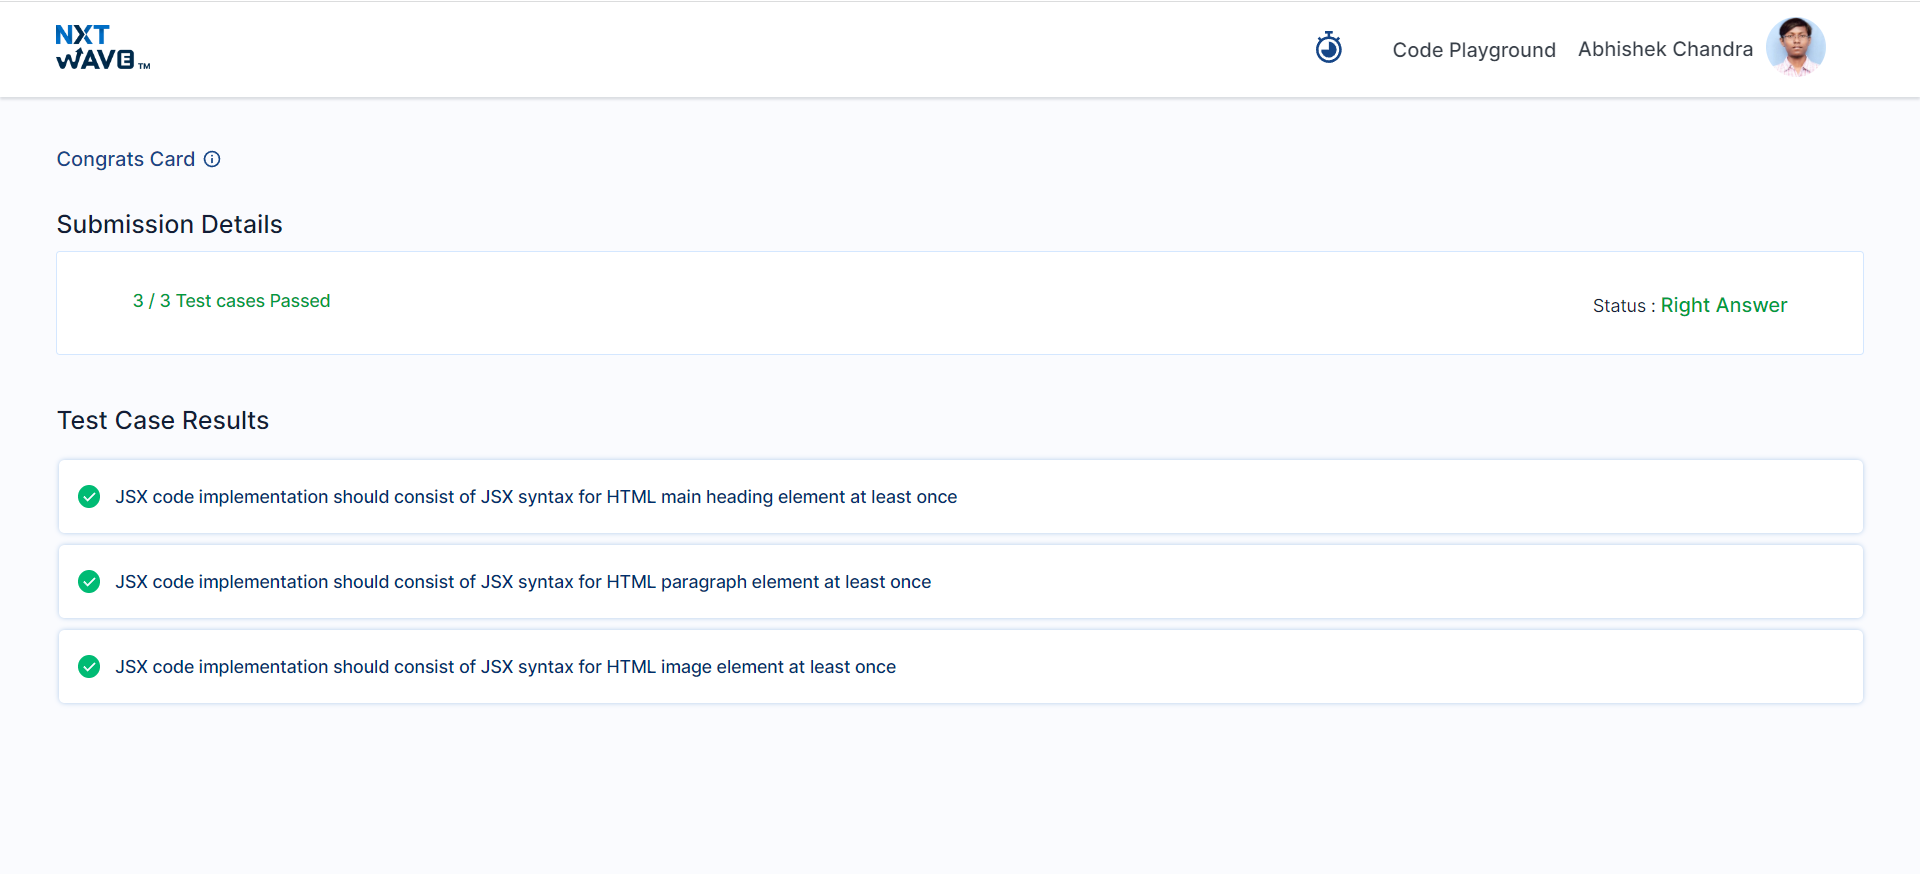 NXT
WAVE™
Code Playground
Abhishek Chandra
Congrats Card
Submission Details
3 / 3 Test cases Passed
Status : Right Answer
Test Case Results
JSX code implementation should consist of JSX syntax for HTML main heading element at least once
JSX code implementation should consist of JSX syntax for HTML paragraph element at least once
JSX code implementation should consist of JSX syntax for HTML image element at least once